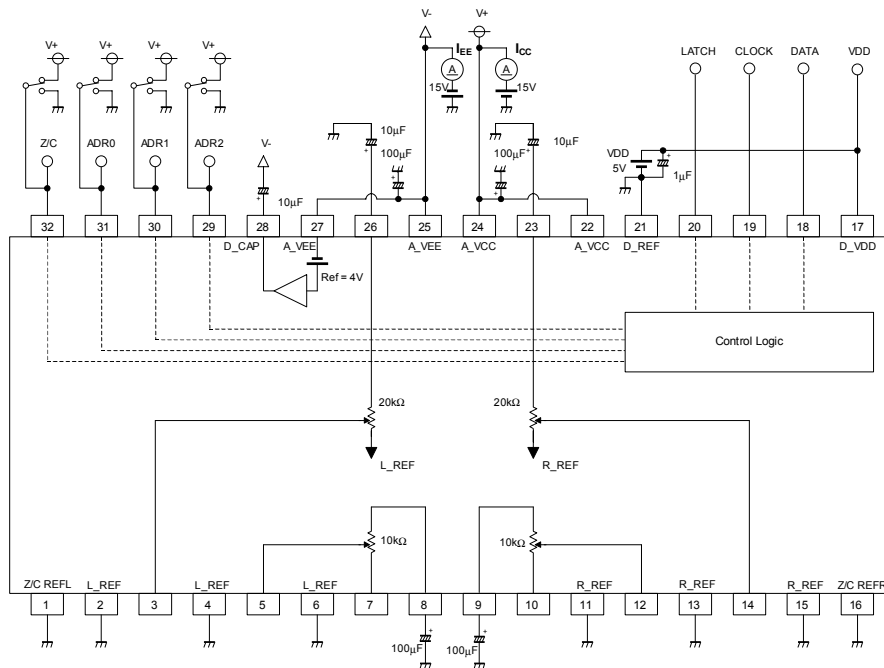 V-
V+
I_EE
I_CC
V+ V+ V+ V+
A
A
15V
15V
LATCH CLOCK DATA VDD
Z/C ADR0 ADR1 ADR2
V-
10µF
10µF
100µF
100µF
10µF
VDD
5V
1µF
32 31 30 29 28 27 26 25 24 23 22 21 20 19 18 17
D_CAP A_VEE A_VEE A_VCC A_VCC D_REF D_VDD
Ref = 4V
Control Logic
20kΩ
20kΩ
L_REF
R_REF
10kΩ
10kΩ
Z/C REFL L_REF L_REF L_REF R_REF R_REF R_REF Z/C REFR
1 2 3 4 5 6 7 8 9 10 11 12 13 14 15 16
100µF
100µF
+ + + + + + + +